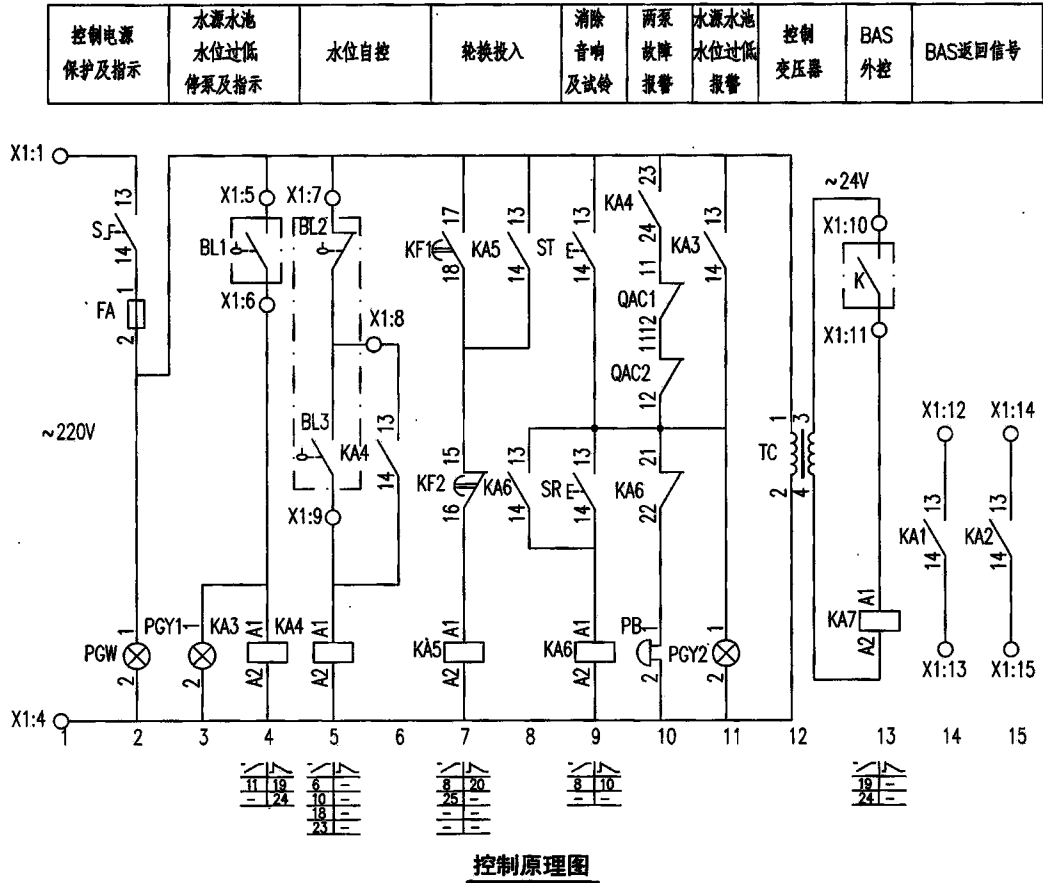 控制电源
保护及指示
水源水池
水位过低
停泵及指示
水位自控
轮换投入
消除
音响
及试铃
两泵
故障
报警
水源水池
水位过低
报警
控制
变压器
BAS
外控
BAS返回信号
X1:1
S
13
14
FA
1
2
~220V
PGW
1
2
X1:4
X1:5
BL1
X1:6
PGY1
1
2
KA3
A1
A2
X1:7
BL2
X1:8
BL3
X1:9
KA4
13
14
KA4
A1
A2
KF1
17
18
KA5
13
14
KF2
15
16
KA6
13
14
KA5
A1
A2
ST
13
14
SR
13
14
KA6
A1
A2
KA4
23
24
QAC1
11
12
QAC2
11
12
KA6
21
22
PB
1
2
KA3
13
14
PGY2
1
2
TC
1
2
3
4
~24V
X1:10
K
X1:11
KA7
A1
A2
X1:12
KA1
13
14
X1:13
X1:14
KA2
13
14
X1:15
1 2 3 4 5 6 7 8 9 10 11 12 13 14 15
11 19
- 24
6 -
10 -
18 -
23 -
8 20
25 -
- -
- -
8 10
- -
19 -
24 -
控制原理图